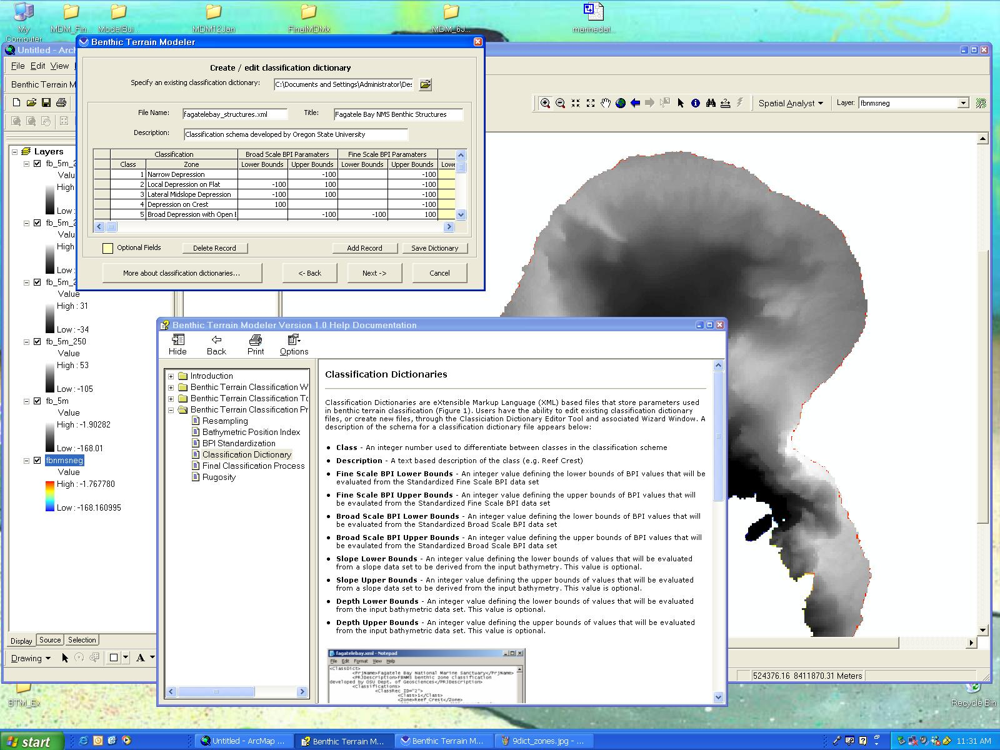 My Computer
MDM_Fin...
ModelBui...
MDM12Jan
FinalMDMx
MDM_6J...
marinedat...
Untitled - Arc
File Edit View
Benthic Terrain M
Spatial Analyst
Layer: fbnmsneg
Layers
fb_5m_2
Value
High
Low :
fb_5m_2
Value
High
Low :
fb_5m_2
Value
High : 31
Low : -34
fb_5m_250
Value
High : 53
Low : -105
fb_5m
Value
High : -1.90282
Low : -168.01
fbnmsneg
Value
High : -1.767780
Low : -168.160995
Display Source Selection
Drawing A
524376.16 8411870.31 Meters
Benthic Terrain Modeler
Create / edit classification dictionary
Specify an existing classification dictionary: C:\Documents and Settings\Administrator\Des
File Name: fagatelebay_structures.xml Title: Fagatele Bay NMS Benthic Structures
Description: Classification schema developed by Oregon State University
Classification Broad Scale BPI Paramaters Fine Scale BPI Paramaters
Class Zone Lower Bounds Upper Bounds Lower Bounds Upper Bounds Lowe
1 Narrow Depression -100 -100
2 Local Depression on Flat -100 100 -100
3 Lateral Midslope Depression -100 100 -100
4 Depression on Crest 100 -100
5 Broad Depression with Open B -100 -100 100
Optional Fields Delete Record Add Record Save Dictionary
More about classification dictionaries... <- Back Next -> Cancel
Benthic Terrain Modeler Version 1.0 Help Documentation
Hide Back Print Options
Introduction
Benthic Terrain Classification W
Benthic Terrain Classification To
Benthic Terrain Classification Pr
Resampling
Bathymetric Position Index
BPI Standardization
Classification Dictionary
Final Classification Process
Rugosity
Classification Dictionaries
Classification Dictionaries are eXtensible Markup Language (XML) based files that store parameters used
in benthic terrain classification (Figure 1). Users have the ability to edit existing classification dictionary
files, or create new files, through the Classiciation Dictionary Editor Tool and associated Wizard Window. A
description of the schema for a classification dictionary file appears below:
• Class - An integer number used to differentiate between classes in the classification scheme
• Description - A text based description of the class (e.g. Reef Crest)
• Fine Scale BPI Lower Bounds - An integer value defining the lower bounds of BPI values that will be
evaluated from the Standardized Fine Scale BPI data set
• Fine Scale BPI Upper Bounds - An integer value defining the upper bounds of BPI values that will
be evaulated from the Standardized Fine Scale BPI data set
• Broad Scale BPI Lower Bounds - An integer value defining the lower bounds of BPI values that will
be evaluated from the Standardized Broad Scale BPI data set
• Broad Scale BPI Upper Bounds - An integer value defining the upper bounds of BPI values that will
be evaulated from the Standardized Broad Scale BPI data set
• Slope Lower Bounds - An integer value defining the lower bounds of values that will be evaluated
from a slope data set to be derived from the input bathymetry. This value is optional.
• Slope Upper Bounds - An integer value defining the upper bounds of values that will be evaluated
from a slope data set to be derived from the input bathymetry. This value is optional.
• Depth Lower Bounds - An integer value defining the lower bounds of values that will be evaluated
from the input bathymetric data set. This value is optional.
• Depth Upper Bounds - An integer value defining the upper bounds of values that will be evaluated
from the input bathymetric data set. This value is optional.
fagatelebay.xml - Notepad
File Edit Format View Help
<ClassDict>
<PrjName>Fagatele Bay National Marine Sanctuary</PrjName>
<PRJDescription>FBNMS benthic zone classification
developed by OSU Dept. of Geosciences</PRJDescription>
<Classifications>
<ClassRec ID="2">
<Class>1</Class>
<Zone>Reef Crest</Zone>
BTM_Ex
Recycle Bin
start
Untitled - ArcMap ...
Benthic Terrain M...
Benthic Terrain M...
9dict_zones.jpg - ...
11:31 AM